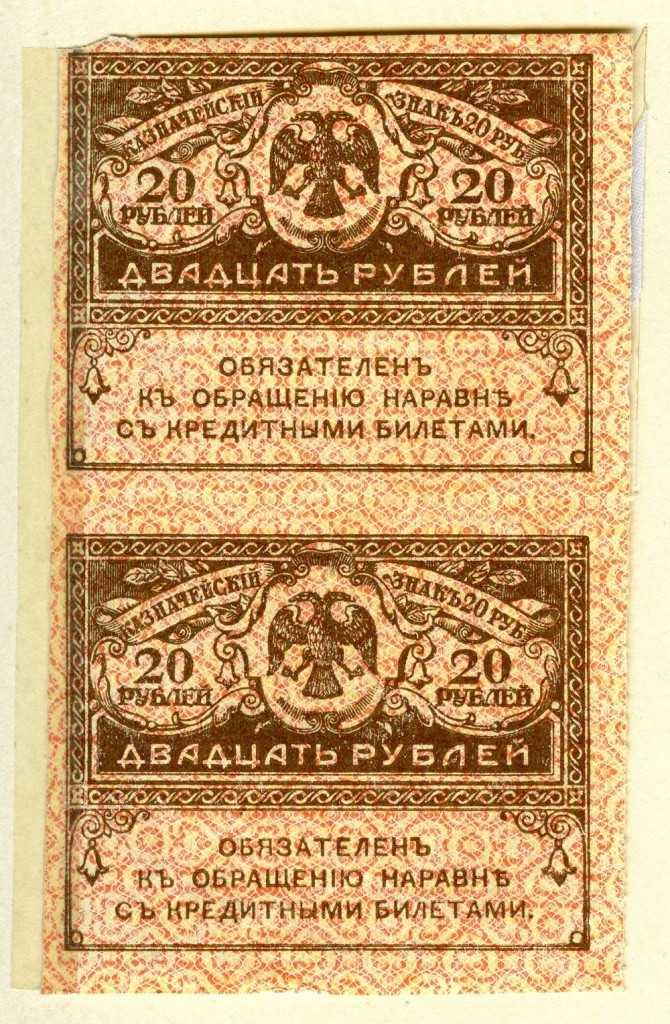 КАЗНАЧЕЙСКІЙ ЗНАКЪ 20 РУБ.
20 20
РУБЛЕЙ РУБЛЕЙ
ДВАДЦАТЬ РУБЛЕЙ
ОБЯЗАТЕЛЕНЪ
КЪ ОБРАЩЕНІЮ НАРАВНѢ
СЪ КРЕДИТНЫМИ БИЛЕТАМИ.
КАЗНАЧЕЙСКІЙ ЗНАКЪ 20 РУБ.
20 20
РУБЛЕЙ РУБЛЕЙ
ДВАДЦАТЬ РУБЛЕЙ
ОБЯЗАТЕЛЕНЪ
КЪ ОБРАЩЕНІЮ НАРАВНѢ
СЪ КРЕДИТНЫМИ БИЛЕТАМИ.